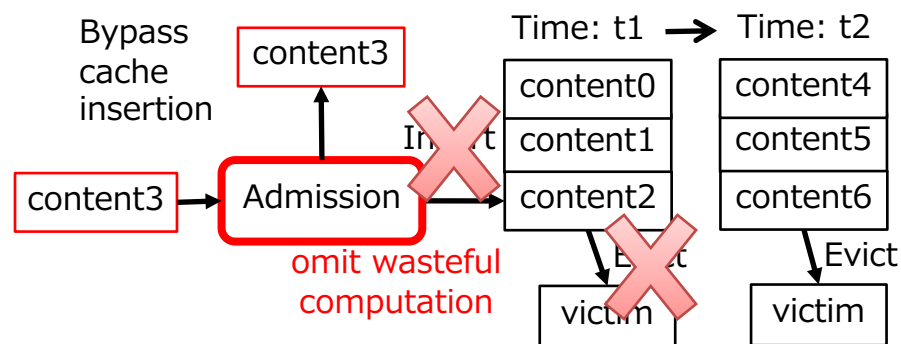 Bypass
cache
insertion
content3
Time: t1
Time: t2
content0
content1
content2
content4
content5
content6
content3
Admission
omit wasteful
computation
Evict
victim
victim